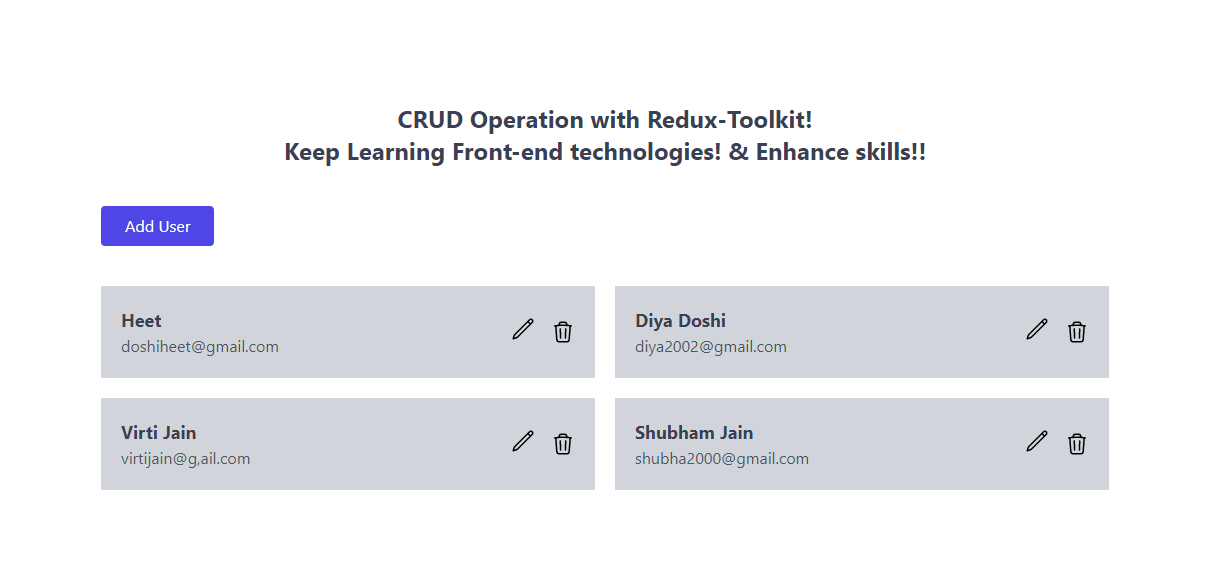 CRUD Operation with Redux-Toolkit!
Keep Learning Front-end technologies! & Enhance skills!!
Add User
Heet
doshiheet@gmail.com
Diya Doshi
diya2002@gmail.com
Virti Jain
virtijain@g,ail.com
Shubham Jain
shubha2000@gmail.com